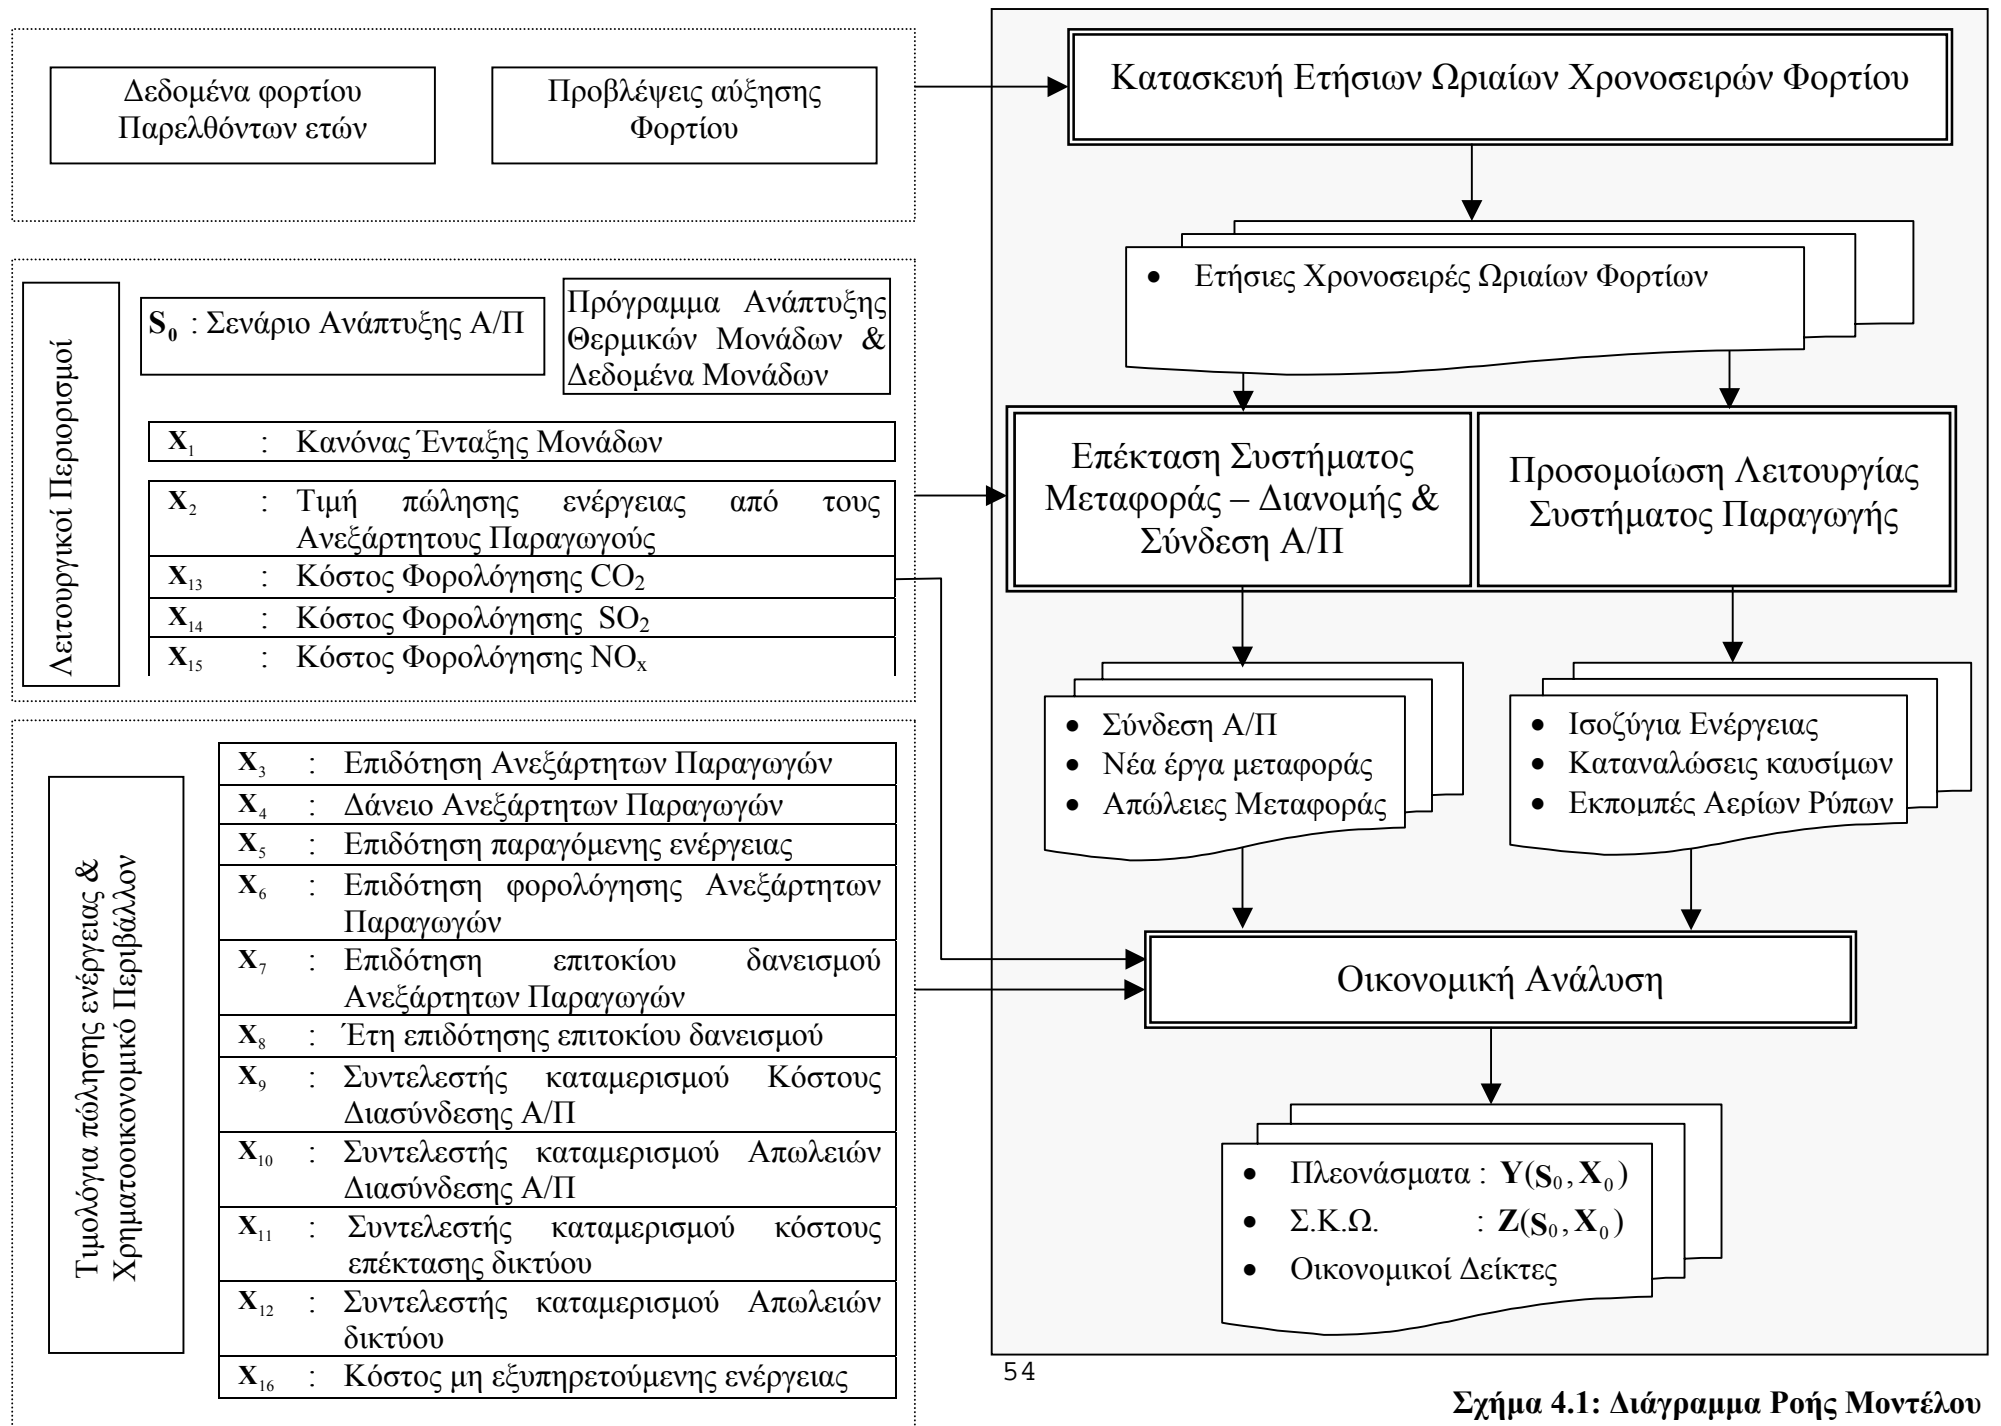 Δεδομένα φορτίου
Παρελθόντων ετών
Προβλέψεις αύξησης
Φορτίου
Λειτουργικοί Περιορισμοί
S₀ : Σενάριο Ανάπτυξης Α/Π
Πρόγραμμα Ανάπτυξης
Θερμικών Μονάδων &
Δεδομένα Μονάδων
X₁ : Κανόνας Ένταξης Μονάδων
X₂ : Τιμή πώλησης ενέργειας από τους
Ανεξάρτητους Παραγωγούς
X₁₃ : Κόστος Φορολόγησης CO₂
X₁₄ : Κόστος Φορολόγησης SO₂
X₁₅ : Κόστος Φορολόγησης NOₓ
Τιμολόγια πώλησης ενέργειας &
Χρηματοοικονομικό Περιβάλλον
X₃ : Επιδότηση Ανεξάρτητων Παραγωγών
X₄ : Δάνειο Ανεξάρτητων Παραγωγών
X₅ : Επιδότηση παραγόμενης ενέργειας
X₆ : Επιδότηση φορολόγησης Ανεξάρτητων
Παραγωγών
X₇ : Επιδότηση επιτοκίου δανεισμού
Ανεξάρτητων Παραγωγών
X₈ : Έτη επιδότησης επιτοκίου δανεισμού
X₉ : Συντελεστής καταμερισμού Κόστους
Διασύνδεσης Α/Π
X₁₀ : Συντελεστής καταμερισμού Απωλειών
Διασύνδεσης Α/Π
X₁₁ : Συντελεστής καταμερισμού κόστους
επέκτασης δικτύου
X₁₂ : Συντελεστής καταμερισμού Απωλειών
δικτύου
X₁₆ : Κόστος μη εξυπηρετούμενης ενέργειας
Κατασκευή Ετήσιων Ωριαίων Χρονοσειρών Φορτίου
• Ετήσιες Χρονοσειρές Ωριαίων Φορτίων
Επέκταση Συστήματος
Μεταφοράς – Διανομής &
Σύνδεση Α/Π
Προσομοίωση Λειτουργίας
Συστήματος Παραγωγής
• Σύνδεση Α/Π
• Νέα έργα μεταφοράς
• Απώλειες Μεταφοράς
• Ισοζύγια Ενέργειας
• Καταναλώσεις καυσίμων
• Εκπομπές Αερίων Ρύπων
Οικονομική Ανάλυση
• Πλεονάσματα : Y(S₀, X₀)
• Σ.Κ.Ω. : Z(S₀, X₀)
• Οικονομικοί Δείκτες
54
Σχήμα 4.1: Διάγραμμα Ροής Μοντέλου